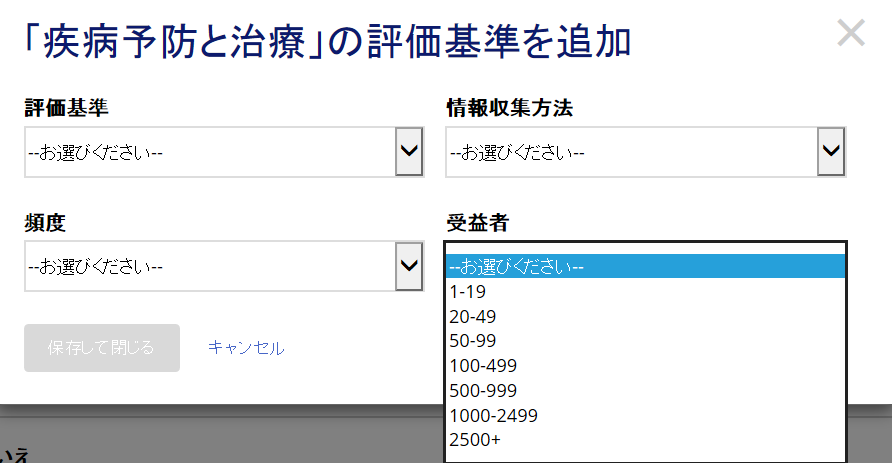 「疾病予防と治療」の評価基準を追加
評価基準
--お選びください--
情報収集方法
--お選びください--
頻度
--お選びください--
受益者
--お選びください--
1-19
20-49
50-99
100-499
500-999
1000-2499
2500+
保存して閉じる
キャンセル
いえ